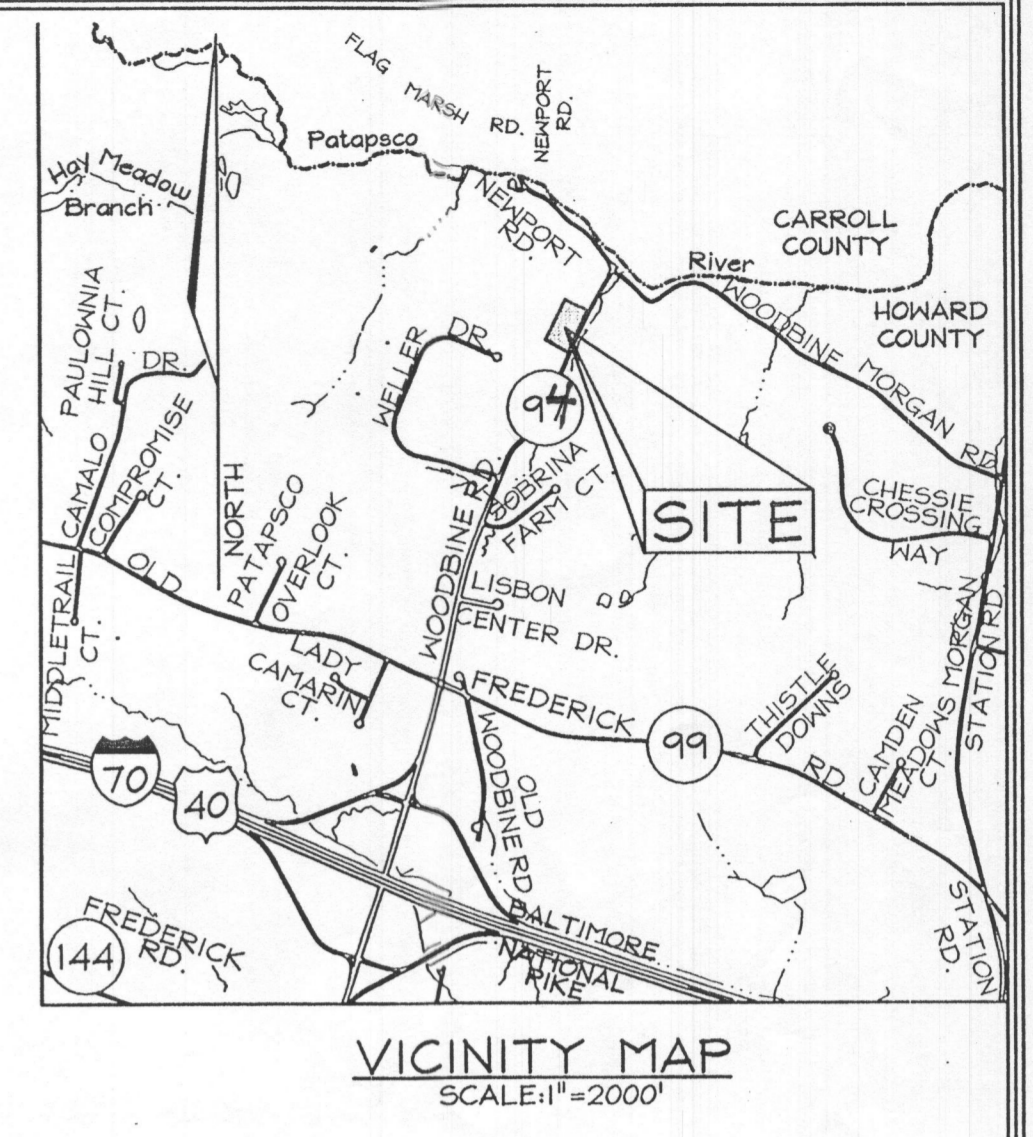 FLAG
MARSH
RD.
NEWPORT
RD.
Patapsco
Hay Meadow
Branch
NEWPORT
RD.
CARROLL
COUNTY
River
HOWARD
COUNTY
WOODBINE MORGAN
RD.
PAULOWNIA
HILL CT.
CAMALO
DR.
WELLER
DR.
94
COMPROMISE
CT.
NORTH
SOBRINA
FARM CT
SITE
CHESSIE
CROSSING
WAY
PATAPSCO
OVERLOOK
CT.
WOODBINE RD.
OLD
LISBON
CENTER DR.
MIDDLETRAIL
CT.
LADY
CAMARIN
CT.
FREDERICK
99
RD.
THISTLE
DOWNS
CAMDEN
MEADOWS
CT.
MORGAN
STATION RD.
70
40
OLD
WOODBINE RD
FREDERICK
RD.
144
BALTIMORE
NATIONAL
PIKE
STATION
RD.
VICINITY MAP
SCALE:1"=2000'